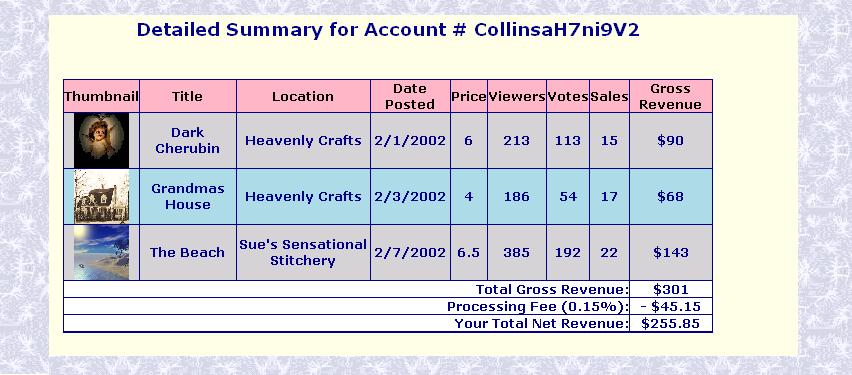 Detailed Summary for Account # CollinsaH7ni9V2
Thumbnail Title Location Date Posted Price Viewers Votes Sales Gross Revenue
Dark Cherubin Heavenly Crafts 2/1/2002 6 213 113 15 $90
Grandmas House Heavenly Crafts 2/3/2002 4 186 54 17 $68
The Beach Sue's Sensational Stitchery 2/7/2002 6.5 385 192 22 $143
Total Gross Revenue: $301
Processing Fee (0.15%): - $45.15
Your Total Net Revenue: $255.85